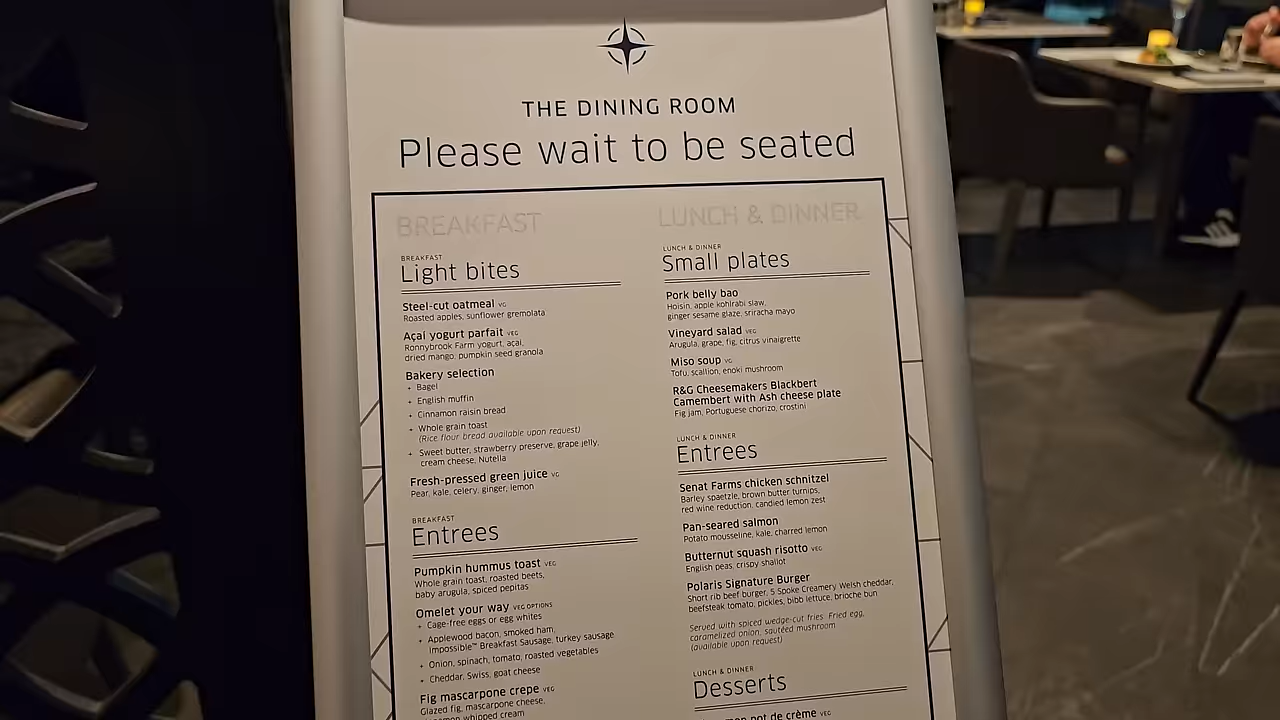 THE DINING ROOM
Please wait to be seated
BREAKFAST
BREAKFAST
Light bites
Steel-cut oatmeal VG
Roasted apples, sunflower gremolata
Açai yogurt parfait VEG
Ronnybrook Farm yogurt, açai,
dried mango, pumpkin seed granola
Bakery selection
+ Bagel
+ English muffin
+ Cinnamon raisin bread
+ Whole grain toast
(Rice flour bread available upon request)
+ Sweet butter, strawberry preserve, grape jelly,
cream cheese, Nutella
Fresh-pressed green juice VG
Pear, kale, celery, ginger, lemon
BREAKFAST
Entrees
Pumpkin hummus toast VEG
Whole grain toast, roasted beets,
baby arugula, spiced pepitas
Omelet your way VEG OPTIONS
+ Cage-free eggs or egg whites
+ Applewood bacon, smoked ham,
Impossible™ Breakfast Sausage, turkey sausage
+ Onion, spinach, tomato, roasted vegetables
+ Cheddar, Swiss, goat cheese
Fig mascarpone crepe VEG
Glazed fig, mascarpone cheese,
whipped cream
LUNCH & DINNER
LUNCH & DINNER
Small plates
Pork belly bao
Hoisin, apple kohlrabi slaw,
ginger sesame glaze, sriracha mayo
Vineyard salad VEG
Arugula, grape, fig, citrus vinaigrette
Miso soup VG
Tofu, scallion, enoki mushroom
R&G Cheesemakers Blackbert
Camembert with Ash cheese plate
Fig jam, Portuguese chorizo, crostini
LUNCH & DINNER
Entrees
Senat Farms chicken schnitzel
Barley spaetzle, brown butter turnips,
red wine reduction, candied lemon zest
Pan-seared salmon
Potato mousseline, kale, charred lemon
Butternut squash risotto VEG
English peas, crispy shallot
Polaris Signature Burger
Short rib beef burger, 5 Spoke Creamery Welsh cheddar,
beefsteak tomato, pickles, bibb lettuce, brioche bun
Served with spiced wedge-cut fries. Fried egg,
caramelized onion, sautéed mushroom
(available upon request)
LUNCH & DINNER
Desserts
pot de crème VEG